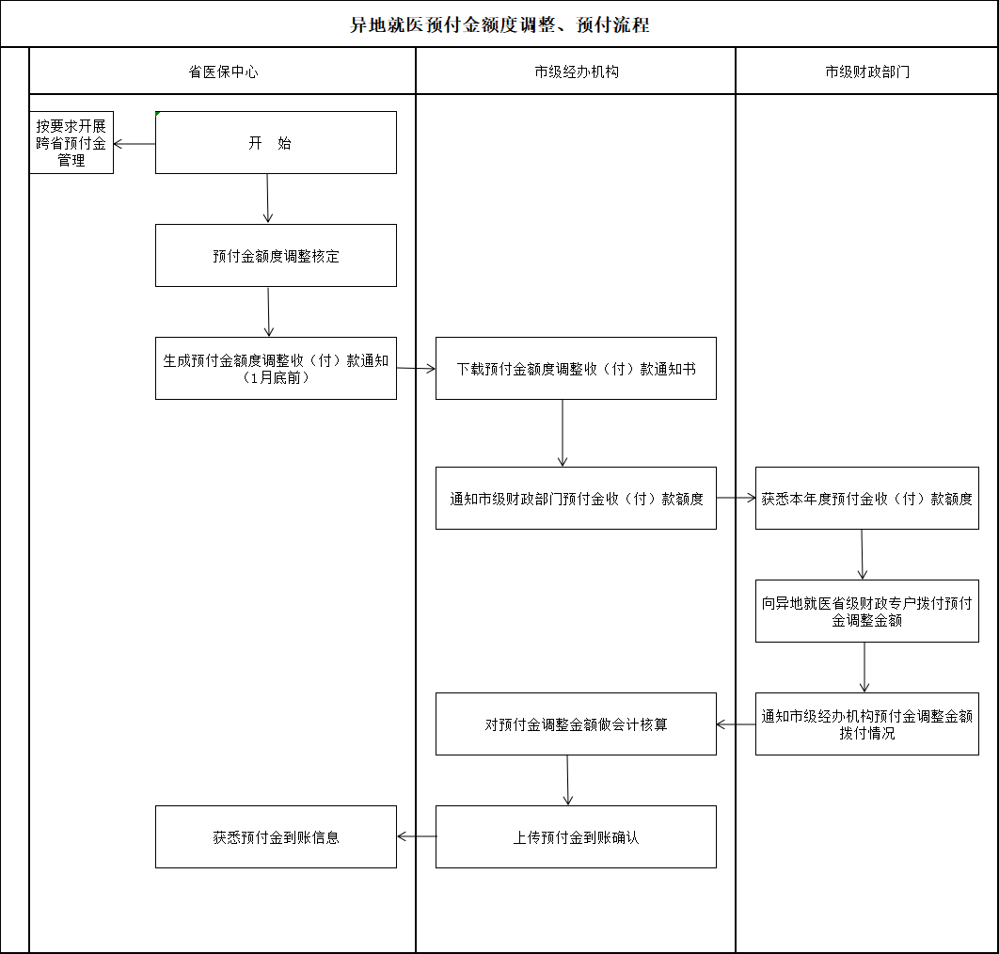 异地就医预付金额度调整、预付流程
省医保中心
市级经办机构
市级财政部门
按要求开展
跨省预付金
管理
开 始
预付金额度调整核定
生成预付金额度调整收（付）款通知
（1月底前）
下载预付金额度调整收（付）款通知书
通知市级财政部门预付金收（付）款额度
获悉本年度预付金收（付）款额度
向异地就医省级财政专户拨付预付
金调整金额
通知市级经办机构预付金调整金额
拨付情况
对预付金调整金额做会计核算
上传预付金到账确认
获悉预付金到账信息